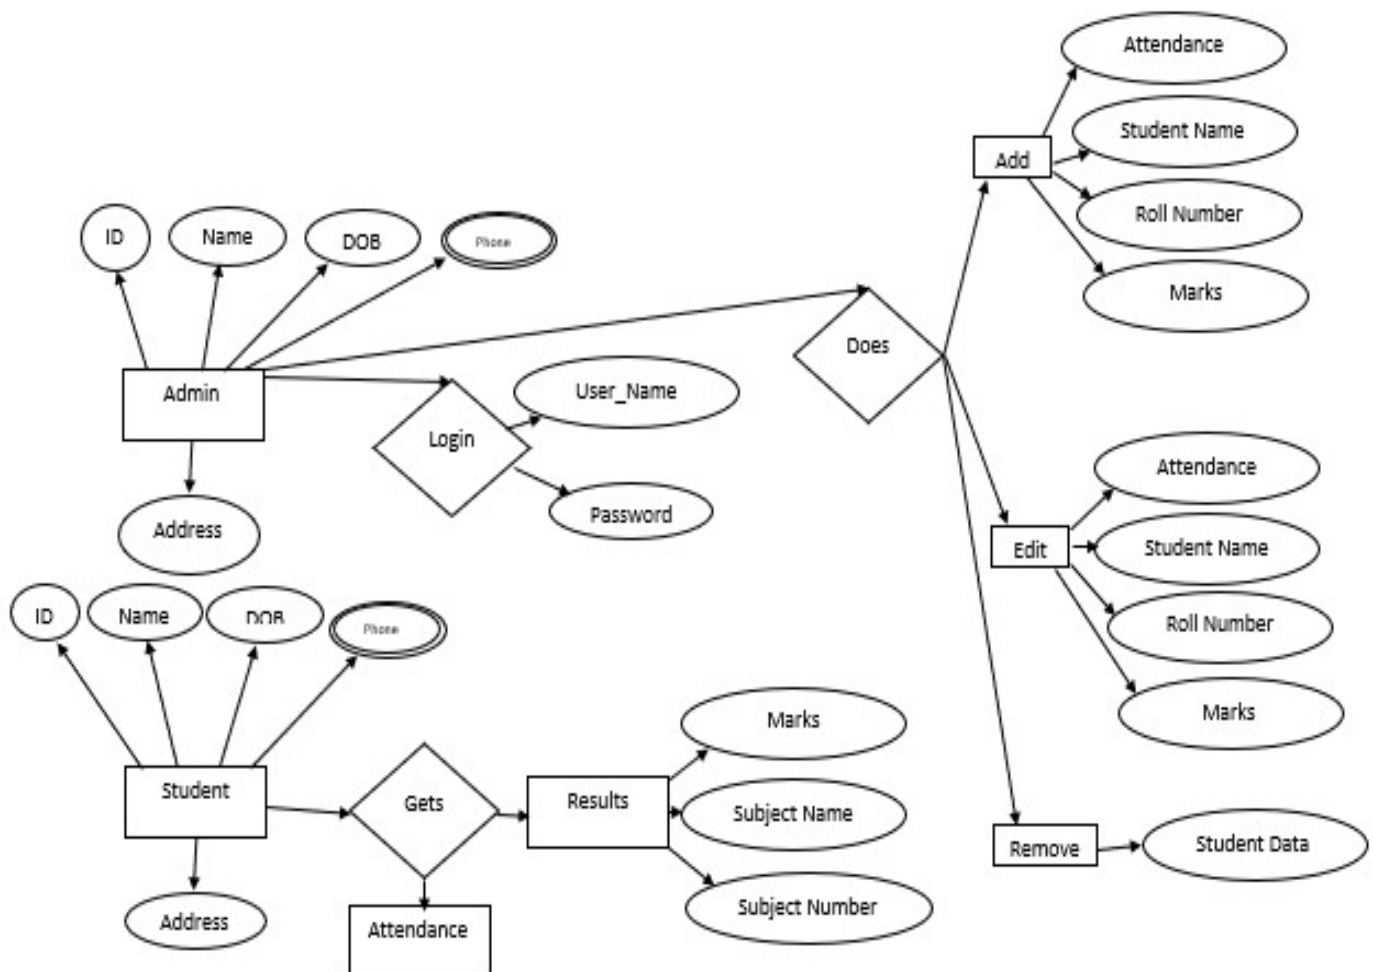 Attendance
Student Name
Add
Roll Number
Marks
ID
Name
DOB
Phone
Does
Admin
User_Name
Login
Password
Address
Attendance
Student Name
Edit
Roll Number
Marks
ID
Name
DOB
Phone
Student
Gets
Results
Marks
Subject Name
Subject Number
Remove
Student Data
Address
Attendance